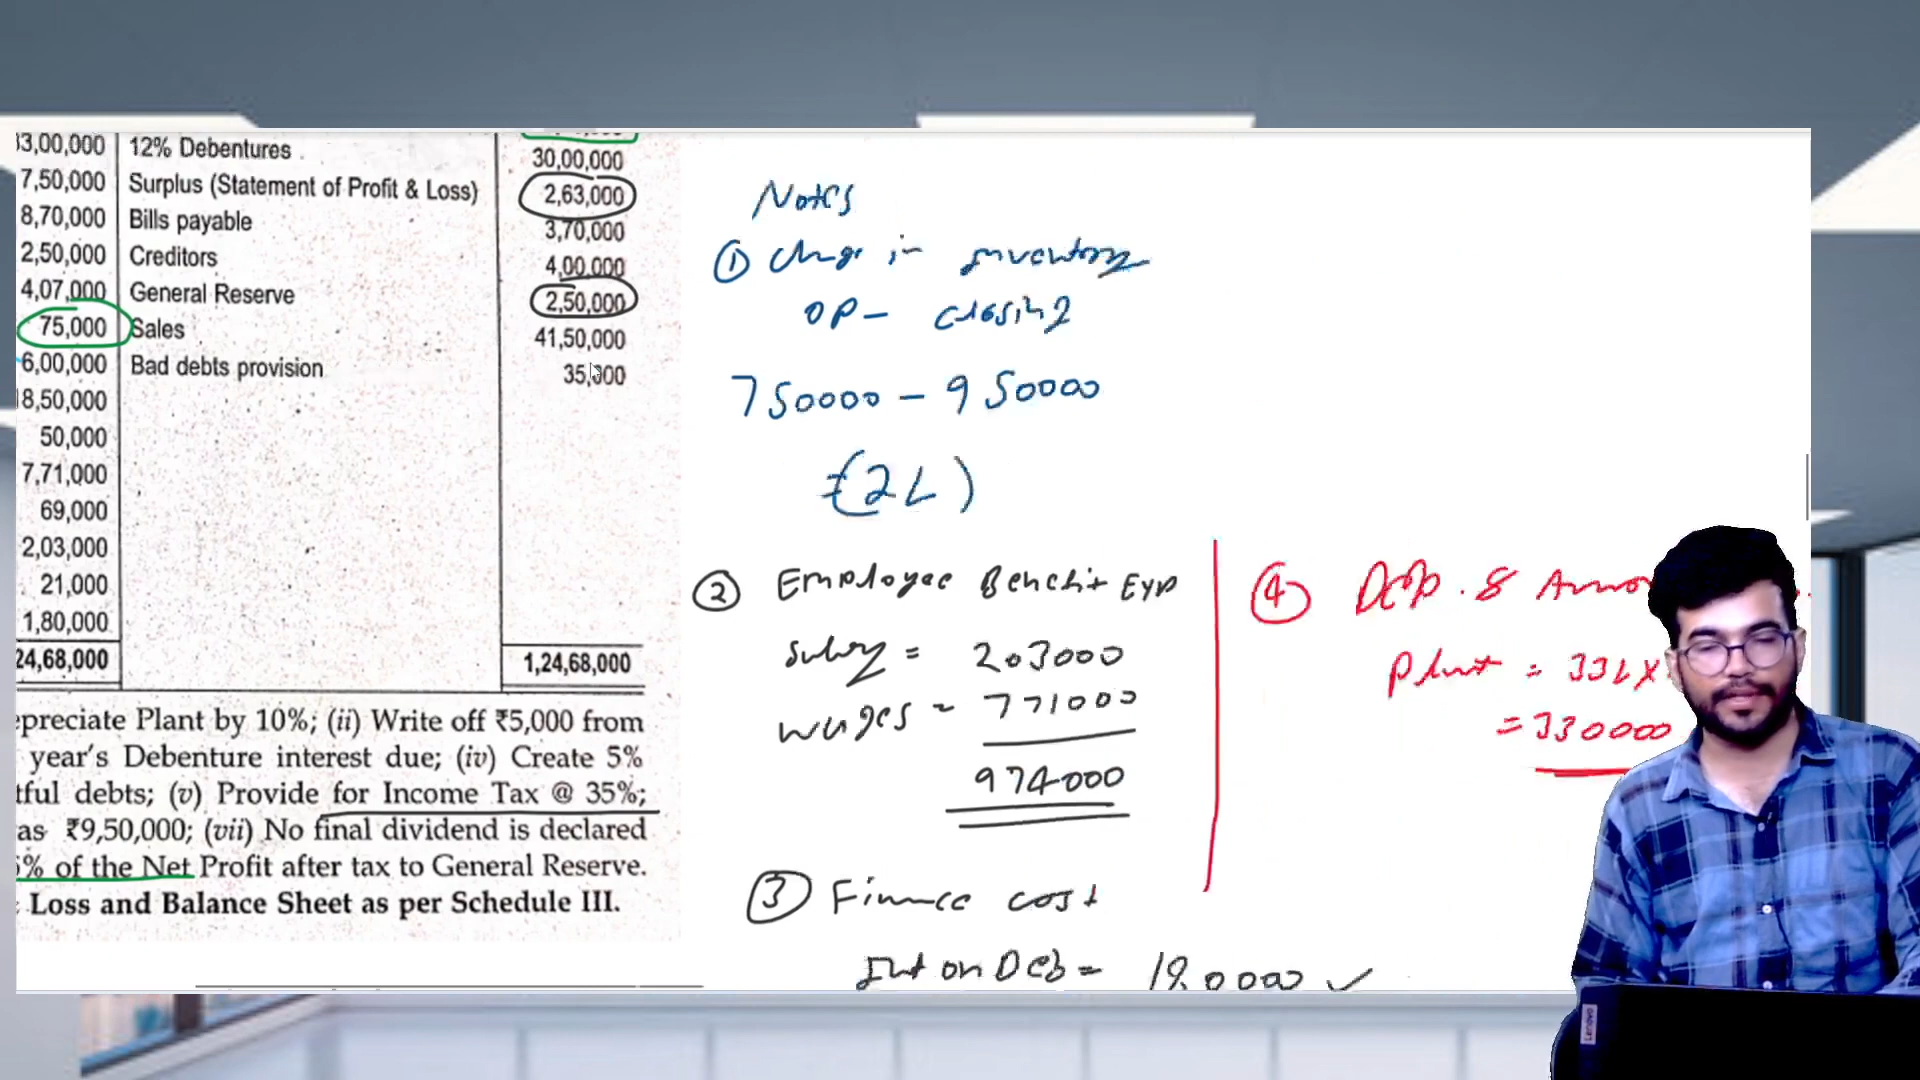 13,00,000 12% Debentures 30,00,000
7,50,000 Surplus (Statement of Profit & Loss) 2,63,000
8,70,000 Bills payable 3,70,000
2,50,000 Creditors 4,00,000
4,07,000 General Reserve 2,50,000
75,000 Sales 41,50,000
6,00,000 Bad debts provision 35,000
18,50,000
50,000
7,71,000
69,000
2,03,000
21,000
1,80,000
24,68,000 1,24,68,000
epreciate Plant by 10%; (ii) Write off ₹5,000 from
year's Debenture interest due; (iv) Create 5%
tful debts; (v) Provide for Income Tax @ 35%;
as ₹9,50,000; (vii) No final dividend is declared
% of the Net Profit after tax to General Reserve.
Loss and Balance Sheet as per Schedule III.
Notes
① Chnge in inventory
OP - closing
750000 - 950000
(2L)
② Employee Benefit Exp
Salary = 203000
wages = 771000
974000
③ Finance cost
Int on Deb = 180000
④ Dep. & Amo
Plant = 33L X
= 330000
Lenovo